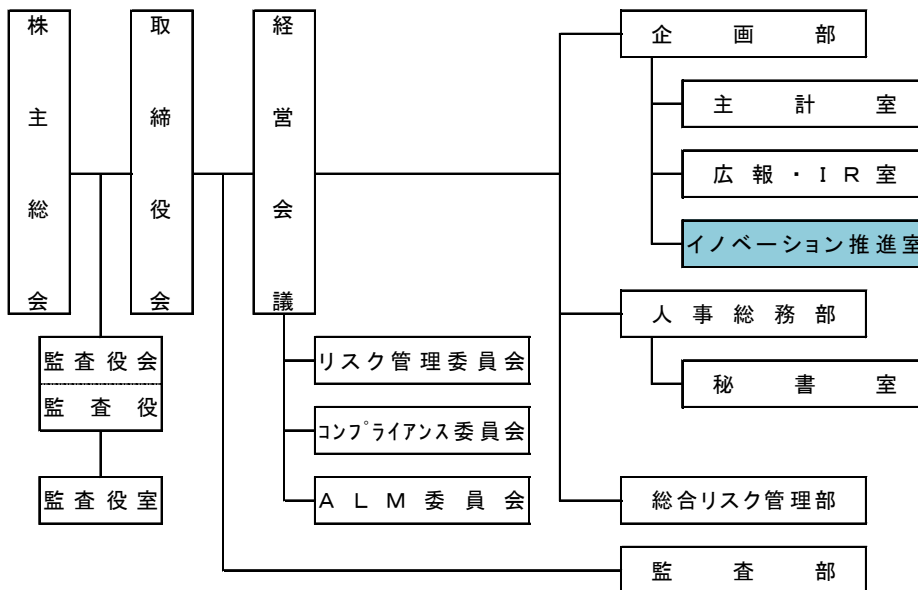 株主総会
取締役会
経営会議
企画部
主計室
広報・ＩＲ室
イノベーション推進室
人事総務部
秘書室
監査役会
監査役
監査役室
リスク管理委員会
コンプライアンス委員会
ＡＬＭ委員会
総合リスク管理部
監査部